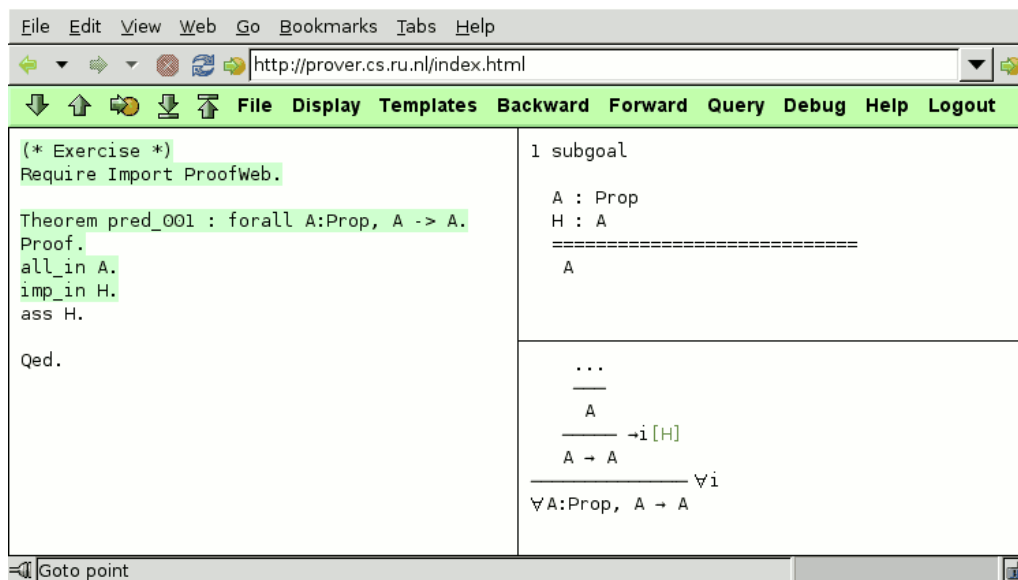 File Edit View Web Go Bookmarks Tabs Help
http://prover.cs.ru.nl/index.html
File Display Templates Backward Forward Query Debug Help Logout
(* Exercise *)
Require Import ProofWeb.
Theorem pred_001 : forall A:Prop, A -> A.
Proof.
all_in A.
imp_in H.
ass H.
Qed.
1 subgoal
A : Prop
H : A
============================
A
...
A
→i[H]
A → A
∀i
∀A:Prop, A → A
Goto point